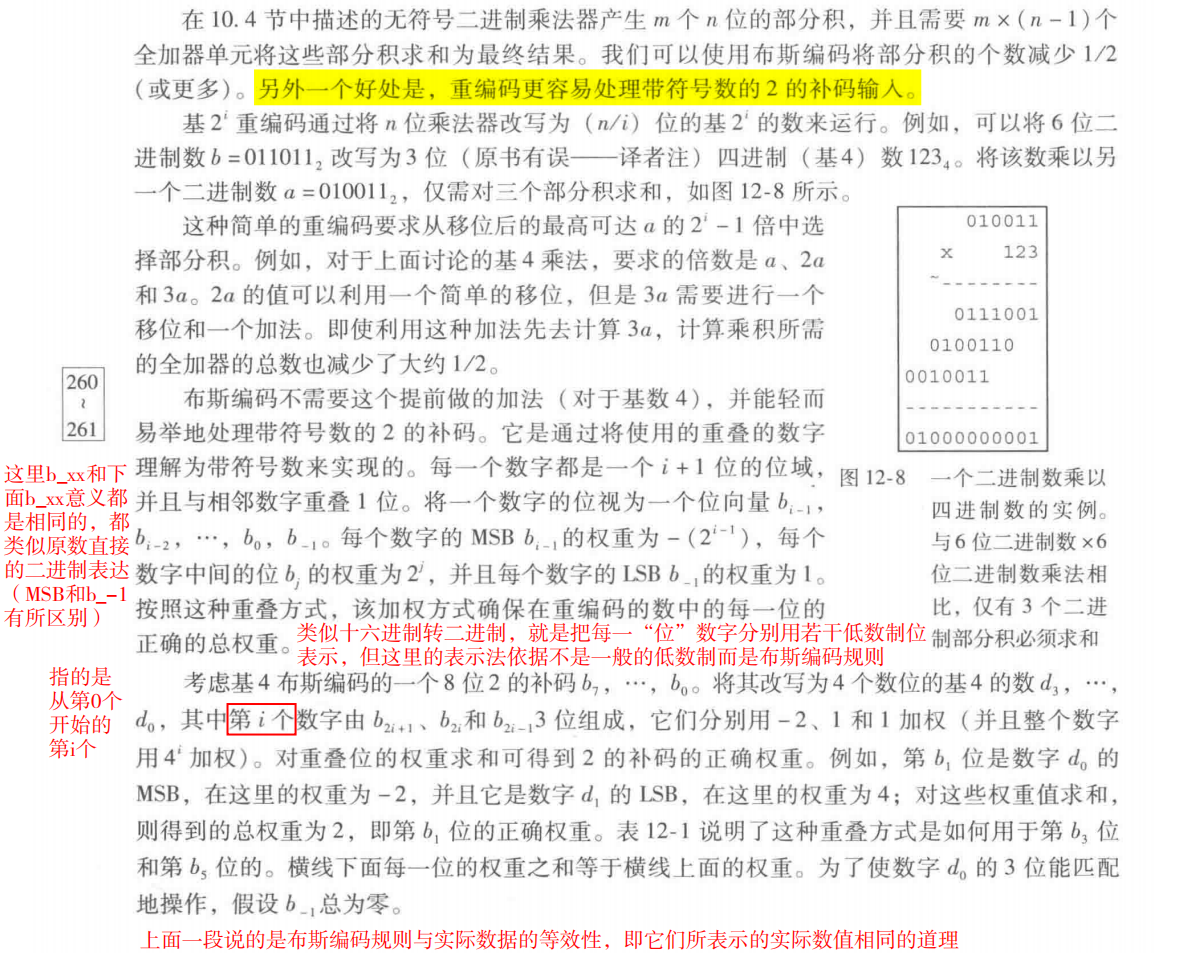 在 10.4 节中描述的无符号二进制乘法器产生 m 个 n 位的部分积，并且需要 m×(n－1)个
全加器单元将这些部分积求和为最终结果。我们可以使用布斯编码将部分积的个数减少 1/2
(或更多)。另外一个好处是，重编码更容易处理带符号数的 2 的补码输入。
基 2^i 重编码通过将 n 位乘法器改写为（n/i）位的基 2^i 的数来运行。例如，可以将 6 位二
进制数 b = 011011₂ 改写为 3 位（原书有误——译者注）四进制（基4）数 123₄。将该数乘以另
一个二进制数 a = 010011₂，仅需对三个部分积求和，如图 12-8 所示。
这种简单的重编码要求从移位后的最高可达 a 的 2^i －1 倍中选
择部分积。例如，对于上面讨论的基 4 乘法，要求的倍数是 a、2a
和 3a。2a 的值可以利用一个简单的移位，但是 3a 需要进行一个
移位和一个加法。即使利用这种加法先去计算 3a，计算乘积所需
的全加器的总数也减少了大约 1/2。
布斯编码不需要这个提前做的加法（对于基数 4），并能轻而
易举地处理带符号数的 2 的补码。它是通过将使用的重叠的数字
理解为带符号数来实现的。每一个数字都是一个 i + 1 位的位域，
并且与相邻数字重叠 1 位。将一个数字的位视为一个位向量 b_{i-1}，
b_{i-2}，…，b₀，b_{-1}。每个数字的 MSB b_{i-1}的权重为 －(2^{i-1})，每个
数字中间的位 b_j 的权重为 2^j，并且每个数字的 LSB b_{-1}的权重为 1。
按照这种重叠方式，该加权方式确保在重编码的数中的每一位的
正确的总权重。
010011
x 123
~--------
0111001
0100110
0010011
-----------
01000000001
图 12-8 一个二进制数乘以
四进制数的实例。
与6 位二进制数 ×6
位二进制数乘法相
比，仅有 3 个二进
制部分积必须求和
260
~
261
这里b_xx和下
面b_xx意义都
是相同的，都
类似原数直接
的二进制表达
（MSB和b_-1
有所区别）
类似十六进制转二进制，就是把每一“位”数字分别用若干低数制位
表示，但这里的表示法依据不是一般的低数制而是布斯编码规则
指的是
从第0个
开始的
第i个
考虑基 4 布斯编码的一个 8 位 2 的补码 b₇，…，b₀。将其改写为 4 个数位的基 4 的数 d₃，…，
d₀，其中第 i 个数字由 b_{2i+1}、b_{2i}和 b_{2i-1}3 位组成，它们分别用 －2、1 和 1 加权（并且整个数字
用 4^i 加权）。对重叠位的权重求和可得到 2 的补码的正确权重。例如，第 b₁ 位是数字 d₀ 的
MSB，在这里的权重为 －2，并且它是数字 d₁ 的 LSB，在这里的权重为 4；对这些权重值求和，
则得到的总权重为 2，即第 b₁ 位的正确权重。表 12-1 说明了这种重叠方式是如何用于第 b₃ 位
和第 b₅ 位的。横线下面每一位的权重之和等于横线上面的权重。为了使数字 d₀ 的 3 位能匹配
地操作，假设 b_{-1}总为零。
上面一段说的是布斯编码规则与实际数据的等效性，即它们所表示的实际数值相同的道理